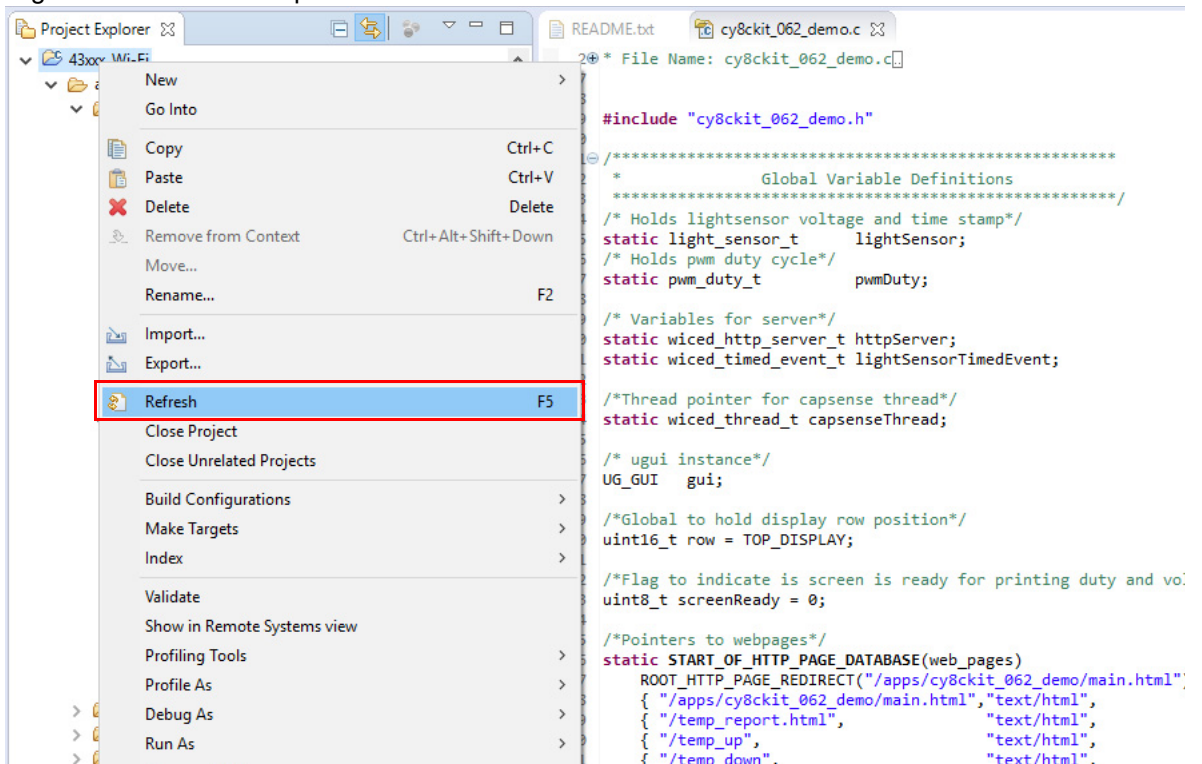 Project Explorer
43xxx_Wi-Fi
New
Go Into
Copy Ctrl+C
Paste Ctrl+V
Delete Delete
Remove from Context Ctrl+Alt+Shift+Down
Move...
Rename... F2
Import...
Export...
Refresh F5
Close Project
Close Unrelated Projects
Build Configurations
Make Targets
Index
Validate
Show in Remote Systems view
Profiling Tools
Profile As
Debug As
Run As
README.txt cy8ckit_062_demo.c
2 * File Name: cy8ckit_062_demo.c
#include "cy8ckit_062_demo.h"
/******************************************************
* Global Variable Definitions
******************************************************/
/* Holds lightsensor voltage and time stamp*/
static light_sensor_t lightSensor;
/* Holds pwm duty cycle*/
static pwm_duty_t pwmDuty;
/* Variables for server*/
static wiced_http_server_t httpServer;
static wiced_timed_event_t lightSensorTimedEvent;
/*Thread pointer for capsense thread*/
static wiced_thread_t capsenseThread;
/* ugui instance*/
UG_GUI gui;
/*Global to hold display row position*/
uint16_t row = TOP_DISPLAY;
/*Flag to indicate is screen is ready for printing duty and vol
uint8_t screenReady = 0;
/*Pointers to webpages*/
static START_OF_HTTP_PAGE_DATABASE(web_pages)
ROOT_HTTP_PAGE_REDIRECT("/apps/cy8ckit_062_demo/main.html")
{ "/apps/cy8ckit_062_demo/main.html","text/html",
{ "/temp_report.html", "text/html",
{ "/temp_up", "text/html",
{ "/temp_down", "text/html",